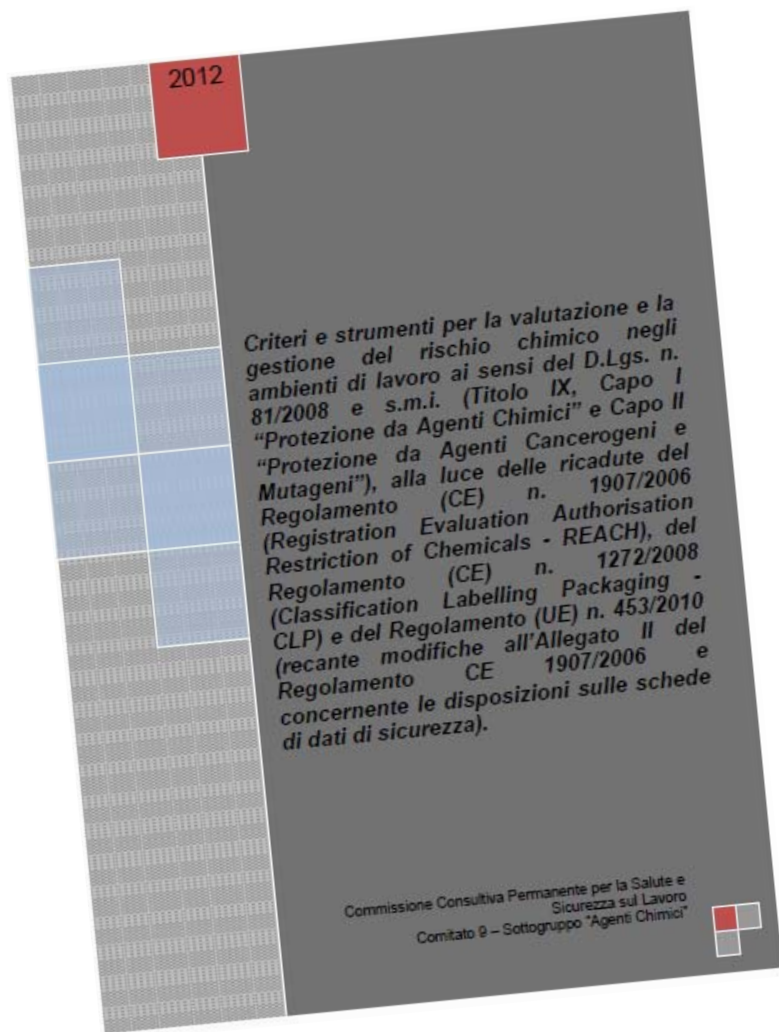 2012
Criteri e strumenti per la valutazione e la
gestione del rischio chimico negli
ambienti di lavoro ai sensi del D.Lgs. n.
81/2008 e s.m.i. (Titolo IX, Capo I
“Protezione da Agenti Chimici” e Capo II
“Protezione da Agenti Cancerogeni e
Mutageni”), alla luce delle ricadute del
Regolamento (CE) n. 1907/2006
(Registration Evaluation Authorisation
Restriction of Chemicals - REACH), del
Regolamento (CE) n. 1272/2008
(Classification Labelling Packaging -
CLP) e del Regolamento (UE) n. 453/2010
(recante modifiche all’Allegato II del
Regolamento CE 1907/2006 e
concernente le disposizioni sulle schede
di dati di sicurezza).
Commissione Consultiva Permanente per la Salute e
Sicurezza sul Lavoro
Comitato 9 – Sottogruppo “Agenti Chimici”